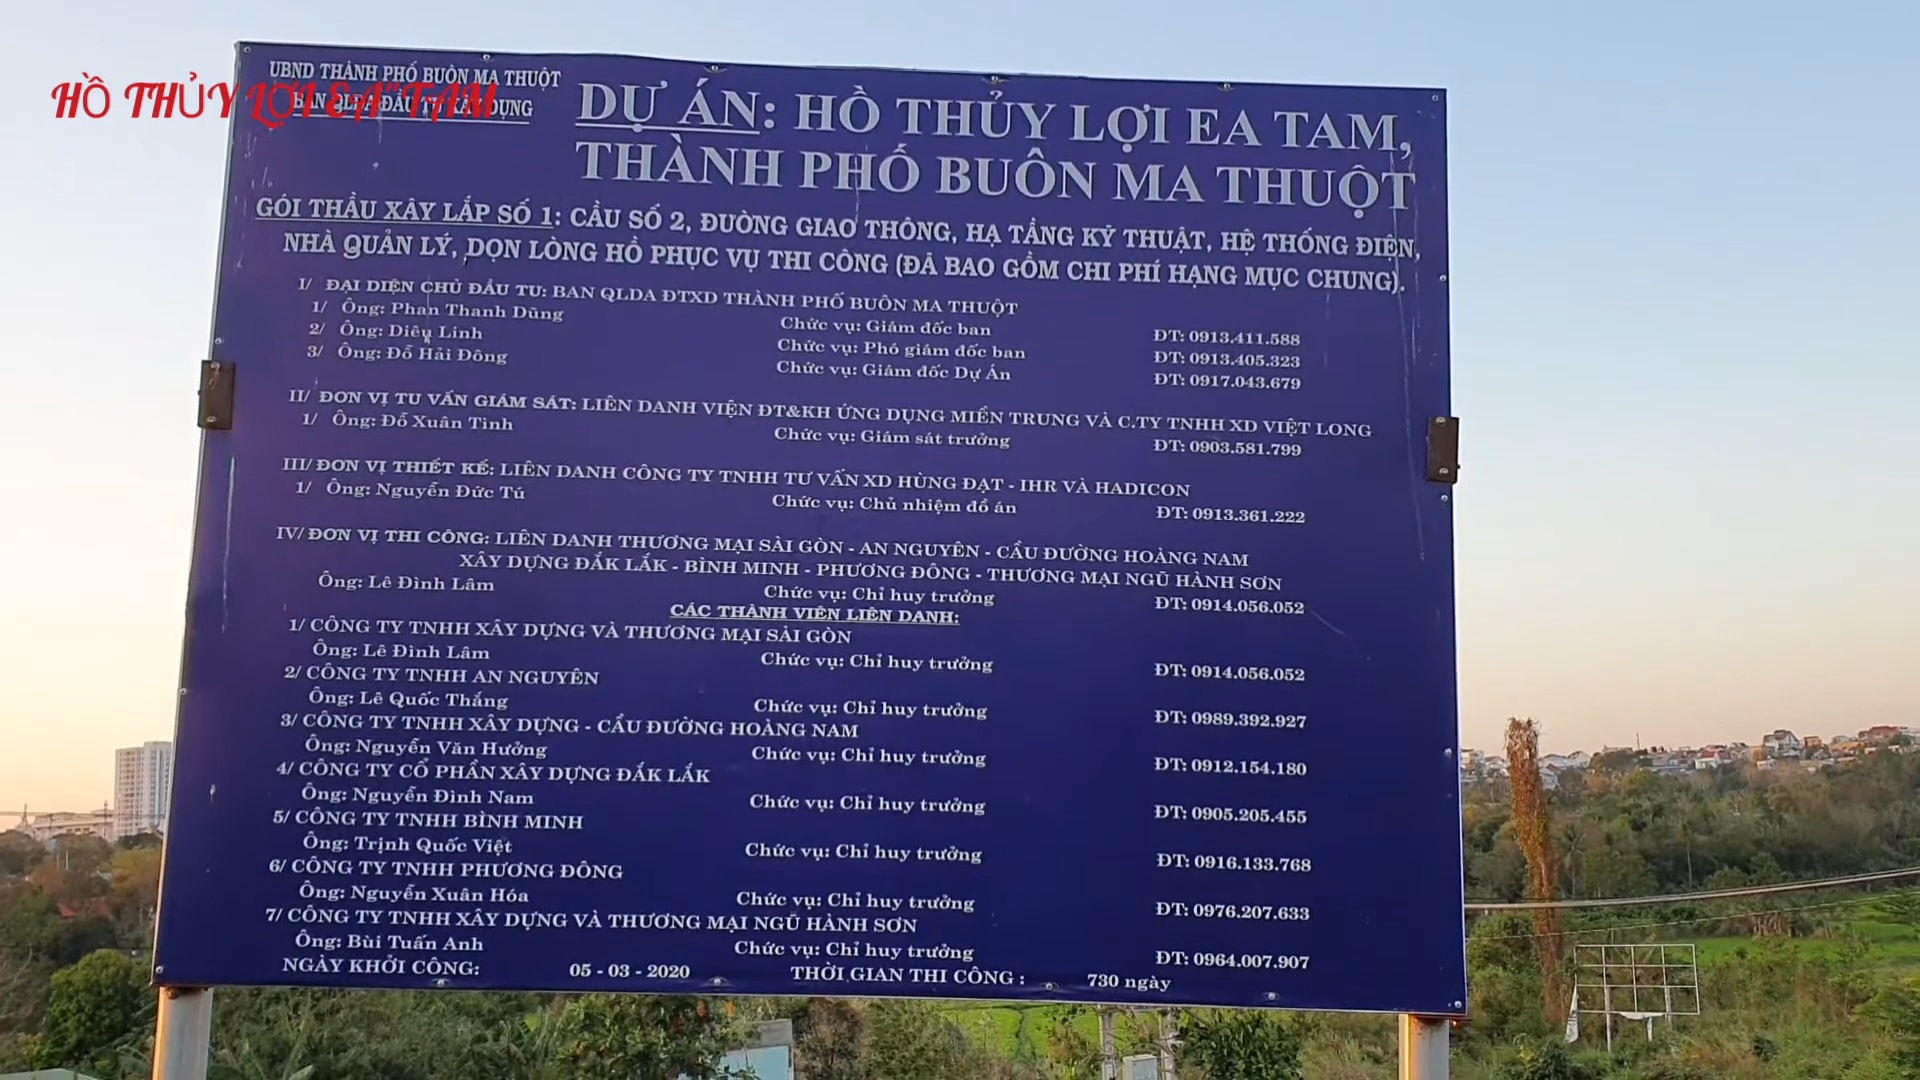 HỒ THỦY LỢI EA"TAM
UBND THÀNH PHỐ BUÔN MA THUỘT
BAN QLDA ĐẦU TƯ XÂY DỰNG
DỰ ÁN: HỒ THỦY LỢI EA TAM,
THÀNH PHỐ BUÔN MA THUỘT
GÓI THẦU XÂY LẮP SỐ 1: CẦU SỐ 2, ĐƯỜNG GIAO THÔNG, HẠ TẦNG KỸ THUẬT, HỆ THỐNG ĐIỆN,
NHÀ QUẢN LÝ, DỌN LÒNG HỒ PHỤC VỤ THI CÔNG (ĐÃ BAO GỒM CHI PHÍ HẠNG MỤC CHUNG).
I/ ĐẠI DIỆN CHỦ ĐẦU TƯ: BAN QLDA ĐTXD THÀNH PHỐ BUÔN MA THUỘT
1/ Ông: Phan Thanh Dũng Chức vụ: Giám đốc ban ĐT: 0913.411.588
2/ Ông: Diệu Linh Chức vụ: Phó giám đốc ban ĐT: 0913.405.323
3/ Ông: Đỗ Hải Đông Chức vụ: Giám đốc Dự Án ĐT: 0917.043.679
II/ ĐƠN VỊ TƯ VẤN GIÁM SÁT: LIÊN DANH VIỆN ĐT&KH ỨNG DỤNG MIỀN TRUNG VÀ C.TY TNHH XD VIỆT LONG
1/ Ông: Đỗ Xuân Tình Chức vụ: Giám sát trưởng ĐT: 0903.581.799
III/ ĐƠN VỊ THIẾT KẾ: LIÊN DANH CÔNG TY TNHH TƯ VẤN XD HÙNG ĐẠT - IHR VÀ HADICON
1/ Ông: Nguyễn Đức Tú Chức vụ: Chủ nhiệm đồ án ĐT: 0913.361.222
IV/ ĐƠN VỊ THI CÔNG: LIÊN DANH THƯƠNG MẠI SÀI GÒN - AN NGUYÊN - CẦU ĐƯỜNG HOÀNG NAM
XÂY DỰNG ĐẮK LẮK - BÌNH MINH - PHƯƠNG ĐÔNG - THƯƠNG MẠI NGŨ HÀNH SƠN
Ông: Lê Đình Lâm Chức vụ: Chỉ huy trưởng ĐT: 0914.056.052
CÁC THÀNH VIÊN LIÊN DANH:
1/ CÔNG TY TNHH XÂY DỰNG VÀ THƯƠNG MẠI SÀI GÒN
Ông: Lê Đình Lâm Chức vụ: Chỉ huy trưởng ĐT: 0914.056.052
2/ CÔNG TY TNHH AN NGUYÊN
Ông: Lê Quốc Thắng Chức vụ: Chỉ huy trưởng ĐT: 0989.392.927
3/ CÔNG TY TNHH XÂY DỰNG - CẦU ĐƯỜNG HOÀNG NAM
Ông: Nguyễn Văn Hưởng Chức vụ: Chỉ huy trưởng ĐT: 0912.154.180
4/ CÔNG TY CỔ PHẦN XÂY DỰNG ĐẮK LẮK
Ông: Nguyễn Đình Nam Chức vụ: Chỉ huy trưởng ĐT: 0905.205.455
5/ CÔNG TY TNHH BÌNH MINH
Ông: Trịnh Quốc Việt Chức vụ: Chỉ huy trưởng ĐT: 0916.133.768
6/ CÔNG TY TNHH PHƯƠNG ĐÔNG
Ông: Nguyễn Xuân Hóa Chức vụ: Chỉ huy trưởng ĐT: 0976.207.633
7/ CÔNG TY TNHH XÂY DỰNG VÀ THƯƠNG MẠI NGŨ HÀNH SƠN
Ông: Bùi Tuấn Anh Chức vụ: Chỉ huy trưởng ĐT: 0964.007.907
NGÀY KHỞI CÔNG: 05 - 03 - 2020 THỜI GIAN THI CÔNG : 730 ngày